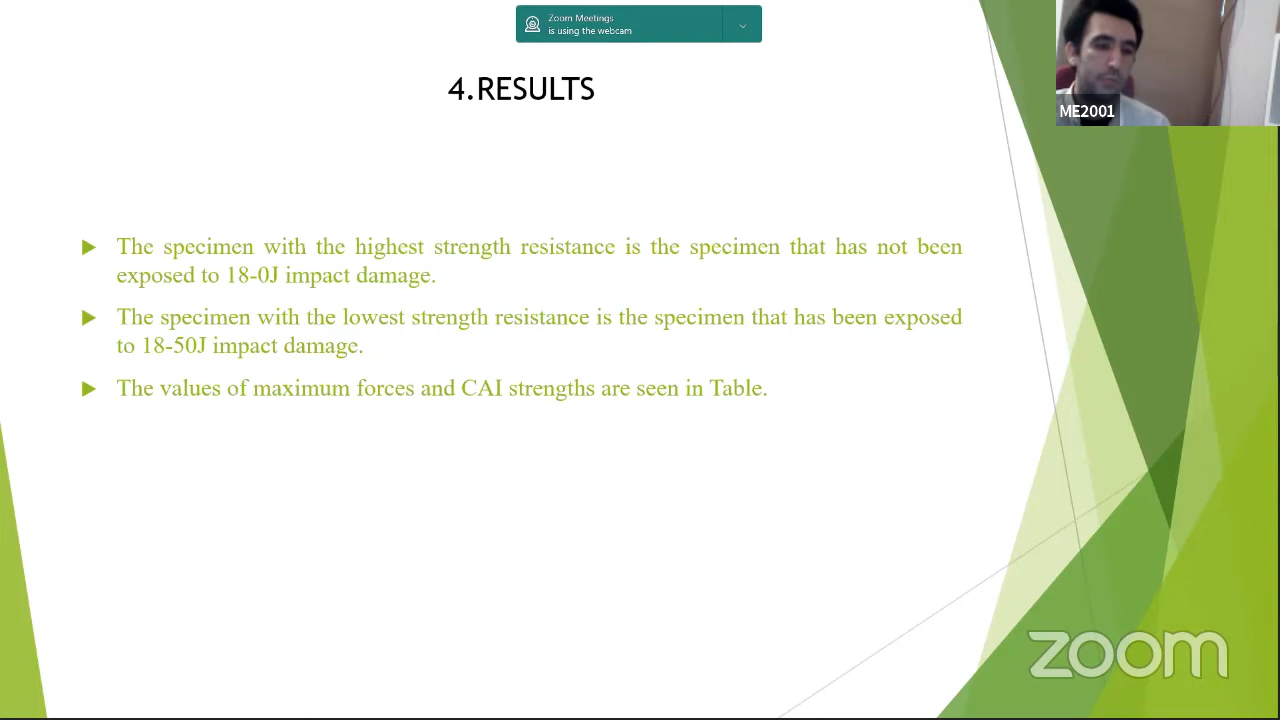 Zoom Meetings
is using the webcam
4.RESULTS
ME2001
The specimen with the highest strength resistance is the specimen that has not been
exposed to 18-0J impact damage.
The specimen with the lowest strength resistance is the specimen that has been exposed
to 18-50J impact damage.
The values of maximum forces and CAI strengths are seen in Table.
zoom